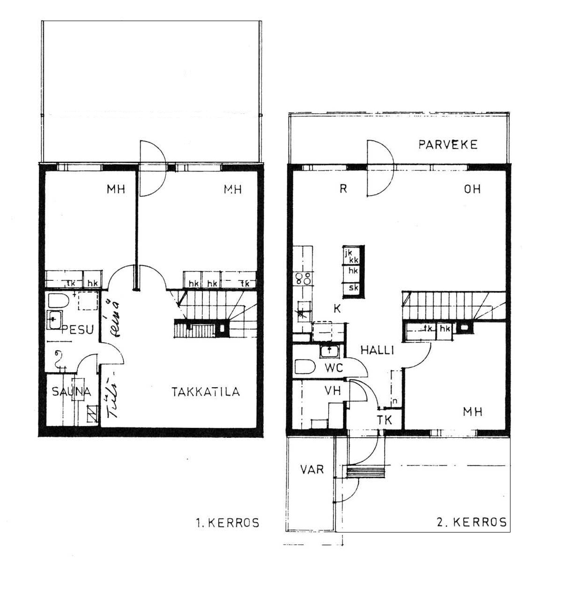 MH
MH
tk hk
hk hk tk
PESU
SAUNA
Tiili-seinä
TAKKATILA
1. KERROS
PARVEKE
R
OH
jk
kk
hk
sk
K
tk hk
HALLI
WC
VH
n
TK
MH
VAR
2. KERROS